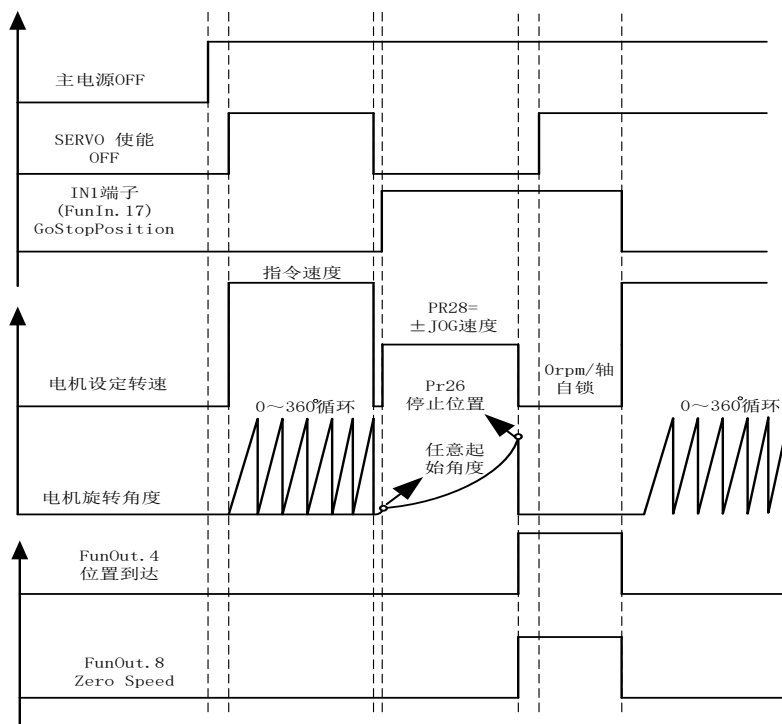 主电源OFF
SERVO 使能
OFF
IN1端子
(FunIn.17)
GoStopPosition
指令速度
PR28=
±JOG速度
电机设定转速
0rpm/轴
自锁
Pr26
停止位置
0～360°循环
0～360°循环
任意起
始角度
电机旋转角度
FunOut.4
位置到达
FunOut.8
Zero Speed